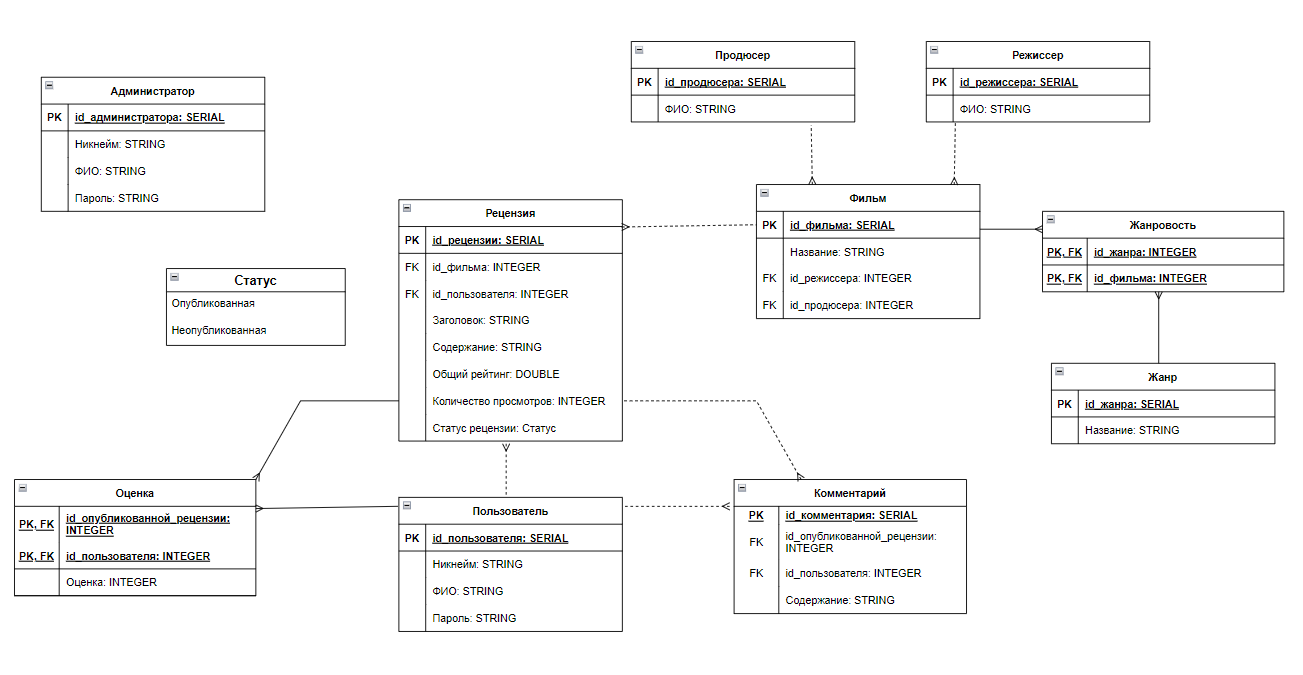 Администратор
PK id_администратора: SERIAL
Никнейм: STRING
ФИО: STRING
Пароль: STRING
Продюсер
PK id_продюсера: SERIAL
ФИО: STRING
Режиссер
PK id_режиссера: SERIAL
ФИО: STRING
Статус
Опубликованная
Неопубликованная
Рецензия
PK id_рецензии: SERIAL
FK id_фильма: INTEGER
FK id_пользователя: INTEGER
Заголовок: STRING
Содержание: STRING
Общий рейтинг: DOUBLE
Количество просмотров: INTEGER
Статус рецензии: Статус
Фильм
PK id_фильма: SERIAL
Название: STRING
FK id_режиссера: INTEGER
FK id_продюсера: INTEGER
Жанровость
PK, FK id_жанра: INTEGER
PK, FK id_фильма: INTEGER
Жанр
PK id_жанра: SERIAL
Название: STRING
Оценка
PK, FK id_опубликованной_рецензии:
INTEGER
PK, FK id_пользователя: INTEGER
Оценка: INTEGER
Пользователь
PK id_пользователя: SERIAL
Никнейм: STRING
ФИО: STRING
Пароль: STRING
Комментарий
PK id_комментария: SERIAL
FK id_опубликованной_рецензии:
INTEGER
FK id_пользователя: INTEGER
Содержание: STRING